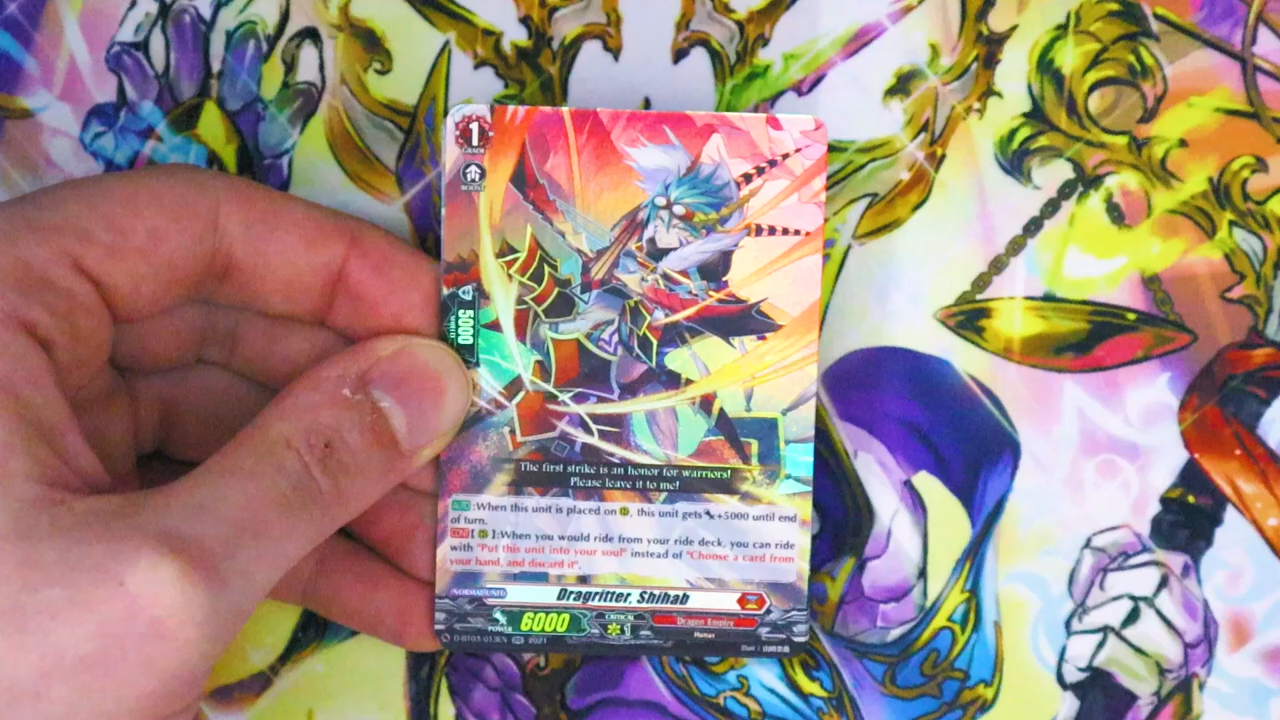 1
GRADE
BOOST
5000
SHIELD
The first strike is an honor for warriors!
Please leave it to me!
AUTO:When this unit is placed on, this unit gets +5000 until end
of turn.
CONT[ ]:When you would ride from your ride deck, you can ride
with "Put this unit into your soul" instead of "Choose a card from
your hand, and discard it".
NORMAL UNIT
Dragritter, Shihab
POWER
6000
CRITICAL
1
Dragon Empire
Human
2021
Illust /